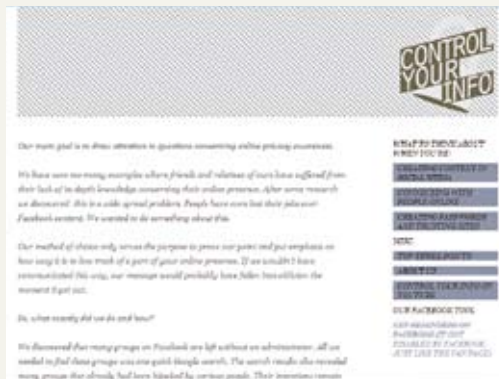 CONTROL
YOUR
INFO
Our main goal is to draw attention to questions concerning online privacy awareness.
We have seen too many examples where friends and relatives of ours have suffered from
their lack of in-depth knowledge concerning their online presence. After some research
we discovered this is a wide spread problem. People have even lost their jobs over
Facebook content. We wanted to do something about this.
Our method of choice only serves the purpose to prove our point and put emphasis on
how easy it is to lose track of a part of your online presence. If we wouldn't have
communicated this way, our message would probably have fallen into oblivion the
moment it got out.
So, what exactly did we do and how?
We discovered that many groups on Facebook are left without an administrator. All we
needed to find these groups was one quick Google search. The search results also revealed
many groups that already had been hijacked by various people. Their intentions remain
WHAT TO THINK ABOUT
WHEN YOU'RE:
CREATING CONTENT IN
SOCIAL MEDIA
CONNECTING WITH
PEOPLE ONLINE
CREATING PASSWORDS
AND TRUSTING SITES
MISC
ABOUT US
CONTROL YOUR INFO ON
YOUTUBE
OUR FACEBOOK TOOL
DISABLED BY FACEBOOK,
JUST LIKE THE FAN PAGE)